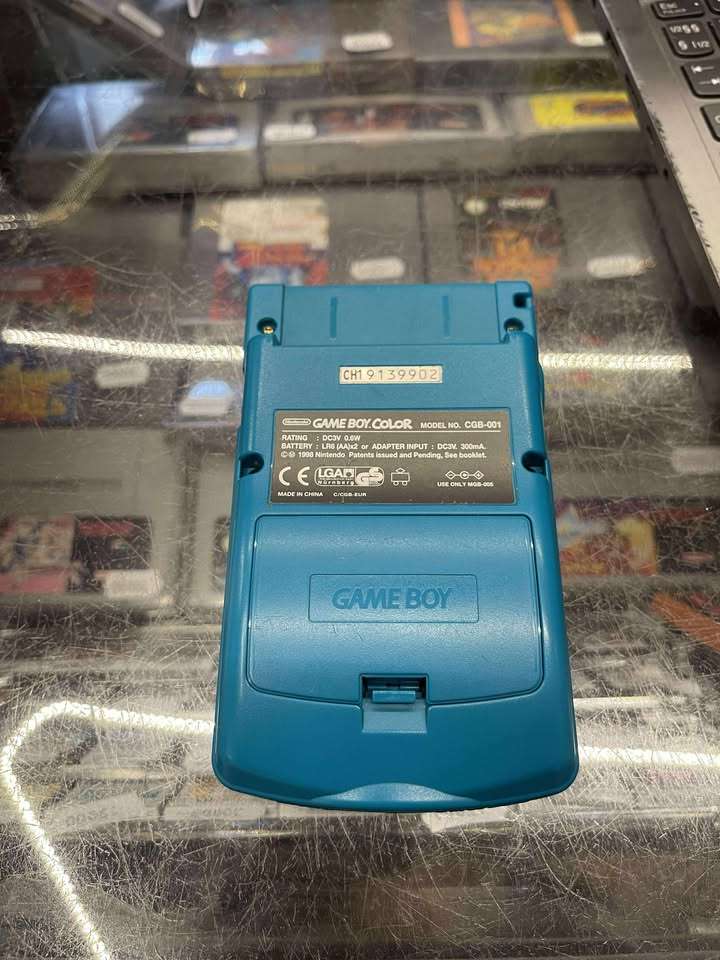 Esc
CH19139902
Nintendo GAME BOY COLOR MODEL NO. CGB-001
RATING : DC3V 0.6W
BATTERY : LR6 (AA)x2 or ADAPTER INPUT : DC3V. 300mA.
©Ⓜ 1998 Nintendo Patents issued and Pending, See booklet.
CE LGA Nürnberg GS
USE ONLY MGB-005
MADE IN CHINA C/CGB-EUR
GAME BOY